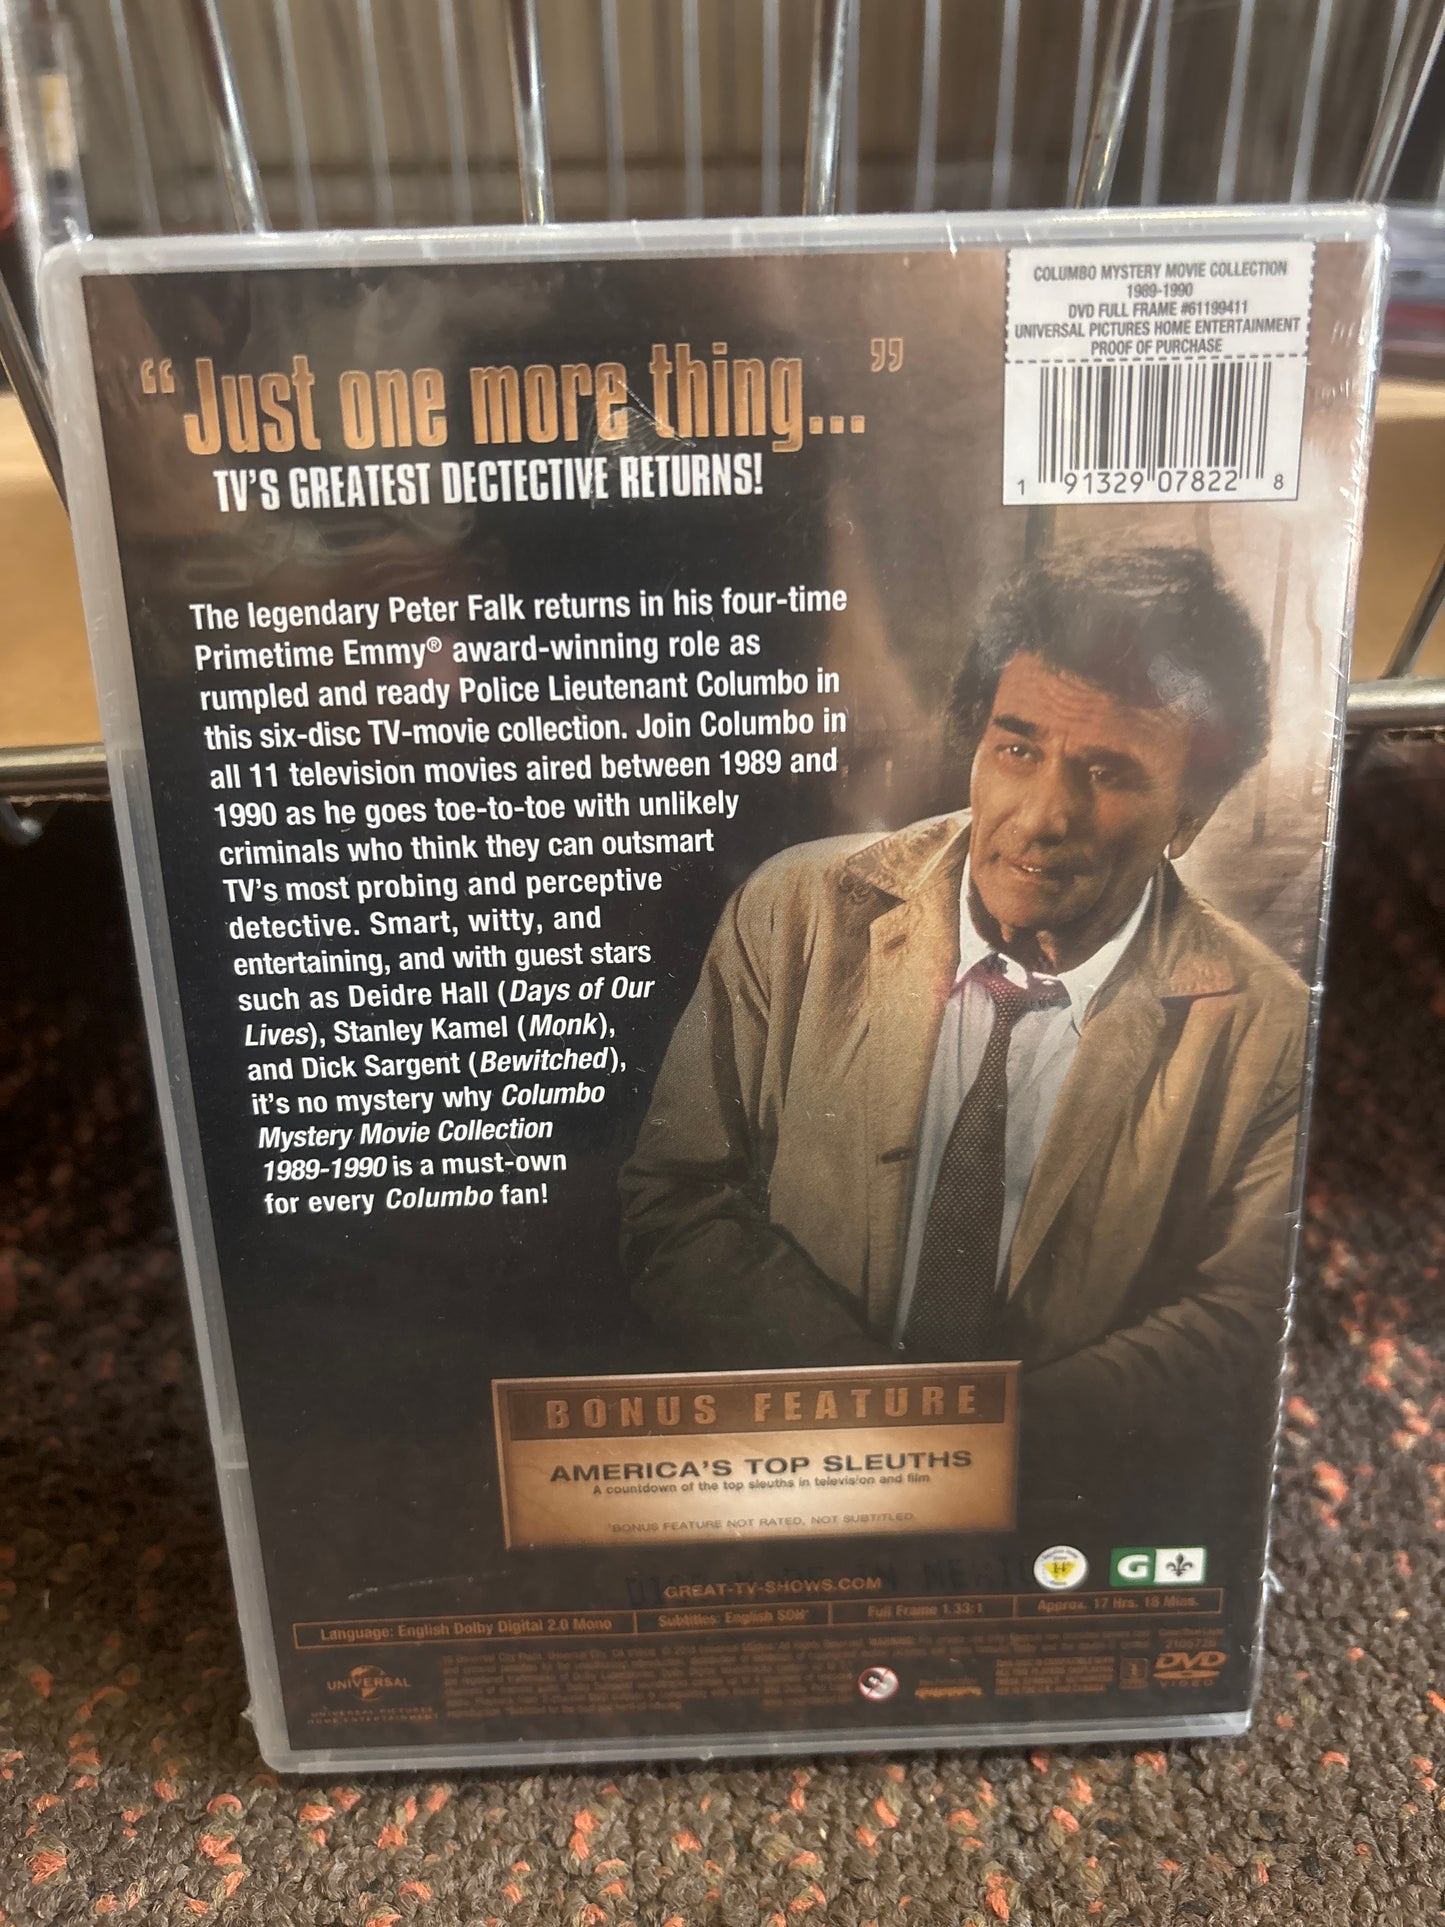 “Just one more thing...”
TV'S GREATEST DECTECTIVE RETURNS!
COLUMBO MYSTERY MOVIE COLLECTION
1989-1990
DVD FULL FRAME #61199411
UNIVERSAL PICTURES HOME ENTERTAINMENT
PROOF OF PURCHASE
1 91329 07822 8
The legendary Peter Falk returns in his four-time
Primetime Emmy® award-winning role as
rumpled and ready Police Lieutenant Columbo in
this six-disc TV-movie collection. Join Columbo in
all 11 television movies aired between 1989 and
1990 as he goes toe-to-toe with unlikely
criminals who think they can outsmart
TV's most probing and perceptive
detective. Smart, witty, and
entertaining, and with guest stars
such as Deidre Hall (Days of Our
Lives), Stanley Kamel (Monk),
and Dick Sargent (Bewitched),
it's no mystery why Columbo
Mystery Movie Collection
1989-1990 is a must-own
for every Columbo fan!
BONUS FEATURE
AMERICA'S TOP SLEUTHS
A countdown of the top sleuths in television and film
*BONUS FEATURE NOT RATED, NOT SUBTITLED
GREAT-TV-SHOWS.COM
G
Language: English Dolby Digital 2.0 Mono
Subtitles: English SDH*
Full Frame 1.33:1
Approx. 17 Hrs. 18 Mins.
2105726
UNIVERSAL
UNIVERSAL PICTURES
HOME ENTERTAINMENT
1
DVD
VIDEO